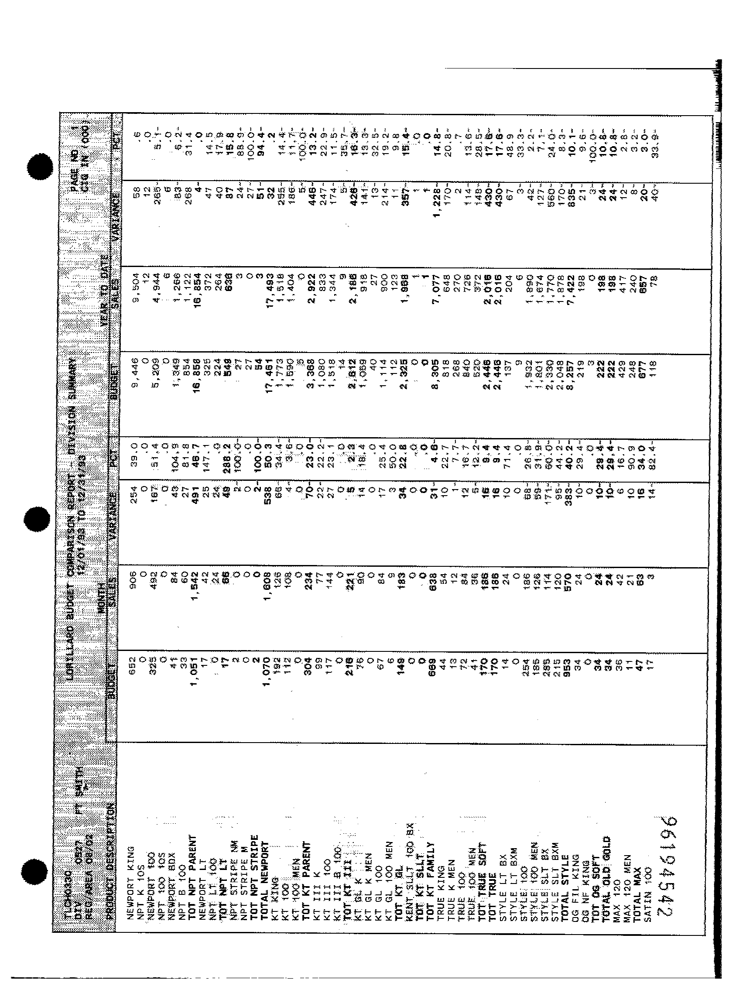 TLCH0330 LORILLARD BUDGET COMPARISON REPORT - DIVISION SUMMARY PAGE NO 1
DIV 0527 FT SMITH 12/01/93 TO 12/31/93 CIG IN (000)
REG/AREA 08/02
MONTH YEAR TO DATE
PRODUCT DESCRIPTION BUDGET SALES VARIANCE PCT BUDGET SALES VARIANCE PCT
NEWPORT KING 652 906 254 39.0 9,446 9,504 58 .6
NPT K 10S 0 0 0 .0 0 12 12 .0
NEWPORT 100 325 492 167 51.4 5,209 4,944 265- 5.1-
NPT 100 10S 0 0 0 .0 0 6 6 .0
NEWPORT BOX 41 84 43 104.9 1,349 1,266 83- 6.2-
NPT B 100 33 60 27 81.8 854 1,122 268 31.4
TOT NPT PARENT 1,051 1,542 491 46.7 16,858 16,854 4- .0
NEWPORT LT 17 42 25 147.1 325 372 47 14.5
NPT LT 100 0 24 24 .0 224 264 40 17.9
TOT NPT LT 17 66 49 288.2 549 636 87 15.8
NPT STRIPE NM 2 0 2- 100.0- 27 3 24- 88.9-
NPT STRIPE M 0 0 0 .0 27 0 27- 100.0-
TOT NPT STRIPE 2 0 2- 100.0- 54 3 51- 94.4-
TOTAL NEWPORT 1,070 1,608 538 50.3 17,461 17,493 32 .2
KT KING 192 126 66- 34.4- 1,773 1,518 255- 14.4-
KT 100 112 108 4- 3.6- 1,590 1,404 186- 11.7-
KT 100 MEN 0 0 0 .0 5 0 5- 100.0-
TOT KT PARENT 304 234 70- 23.0- 3,368 2,922 446- 13.2-
KT III K 99 77 22- 22.2- 1,080 833 247- 22.9-
KT III 100 117 144 27 23.1 1,518 1,344 174- 11.5-
KT III B 100 0 0 0 .0 14 9 5- 35.7-
TOT KT III 216 221 5 2.3 2,612 2,186 426- 16.3-
KT GL K 76 90 14 18.4 1,059 918 141- 13.3-
KT GL K MEN 0 0 0 .0 40 27 13- 32.5-
KT GL 100 67 84 17 25.4 1,114 900 214- 19.2-
KT GL 100 MEN 6 9 3 50.0 112 123 11 9.8
TOT KT GL 149 183 34 22.8 2,325 1,968 357- 15.4-
KENT SLLT 100 BX 0 0 0 .0 0 1 1 .0
TOT KT SLLT 0 0 0 .0 0 1 1 .0
TOT KT FAMILY 669 638 31- 4.6- 8,305 7,077 1,228- 14.8-
TRUE KING 44 54 10 22.7 818 648 170- 20.8-
TRUE K MEN 13 12 1- 7.7- 268 270 2 .7
TRUE 100 72 84 12 16.7 840 726 114- 13.6-
TRUE 100 MEN 41 36 5- 12.2- 520 372 148- 28.5-
TOT TRUE SOFT 170 186 16 9.4 2,446 2,016 430- 17.6-
TOT TRUE 170 186 16 9.4 2,446 2,016 430- 17.6-
STYLE LT BX 14 24 10 71.4 137 204 67 48.9
STYLE LT BXM 0 0 0 .0 9 6 3- 33.3-
STYLE 100 254 186 68- 26.8- 1,932 1,890 42- 2.2-
STYLE 100 MEN 185 126 59- 31.9- 1,801 1,674 127- 7.1-
STYLE SLT BX 285 114 171- 60.0- 2,330 1,770 560- 24.0-
STYLE SLT BXM 215 120 95- 44.2- 2,048 1,878 170- 8.3-
TOTAL STYLE 953 570 383- 40.2- 8,257 7,422 835- 10.1-
OG FIL KING 34 24 10- 29.4- 219 198 21- 9.6-
OG NF KING 0 0 0 .0 3 0 3- 100.0-
TOT OG SOFT 34 24 10- 29.4- 222 198 24- 10.8-
TOTAL OLD GOLD 34 24 10- 29.4- 222 198 24- 10.8-
MAX 120 36 42 6 16.7 429 417 12- 2.8-
MAX 120 MEN 11 21 10 90.9 248 240 8- 3.2-
TOTAL MAX 47 63 16 34.0 677 657 20- 3.0-
SATIN 100 17 3 14- 82.4- 118 78 40- 33.9-
96194542